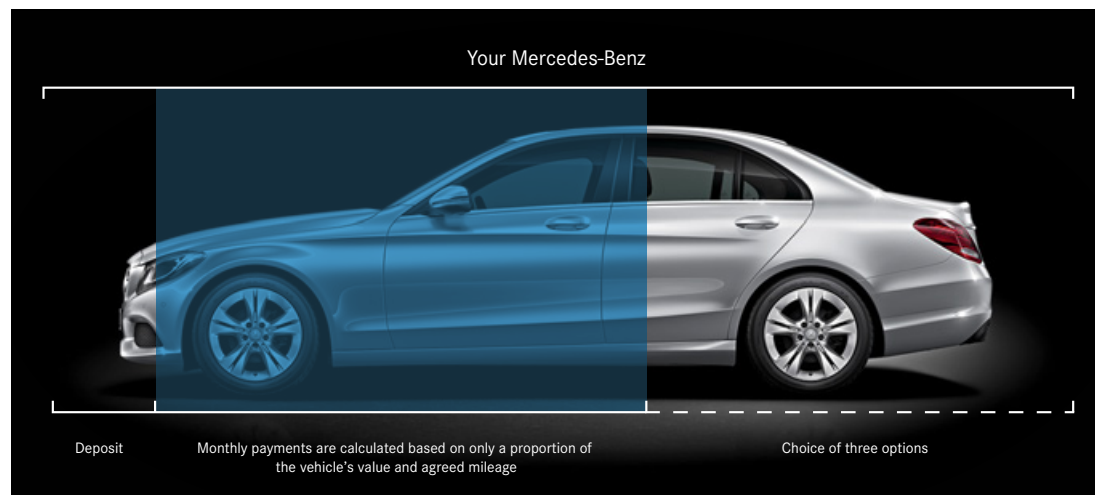 Your Mercedes-Benz
Deposit
Monthly payments are calculated based on only a proportion of
the vehicle's value and agreed mileage
Choice of three options